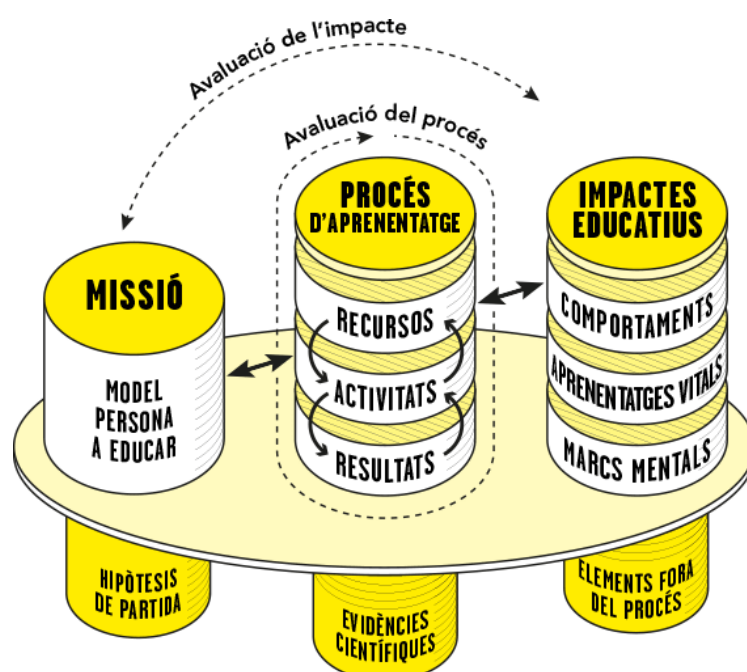 Avaluació de l'impacte
Avaluació del procés
MISSIÓ
MODEL
PERSONA
A EDUCAR
PROCÉS
D'APRENENTATGE
RECURSOS
ACTIVITATS
RESULTATS
IMPACTES
EDUCATIUS
COMPORTAMENTS
APRENENTATGES VITALS
MARCS MENTALS
HIPÒTESIS
DE PARTIDA
EVIDÈNCIES
CIENTÍFIQUES
ELEMENTS FORA
DEL PROCÉS